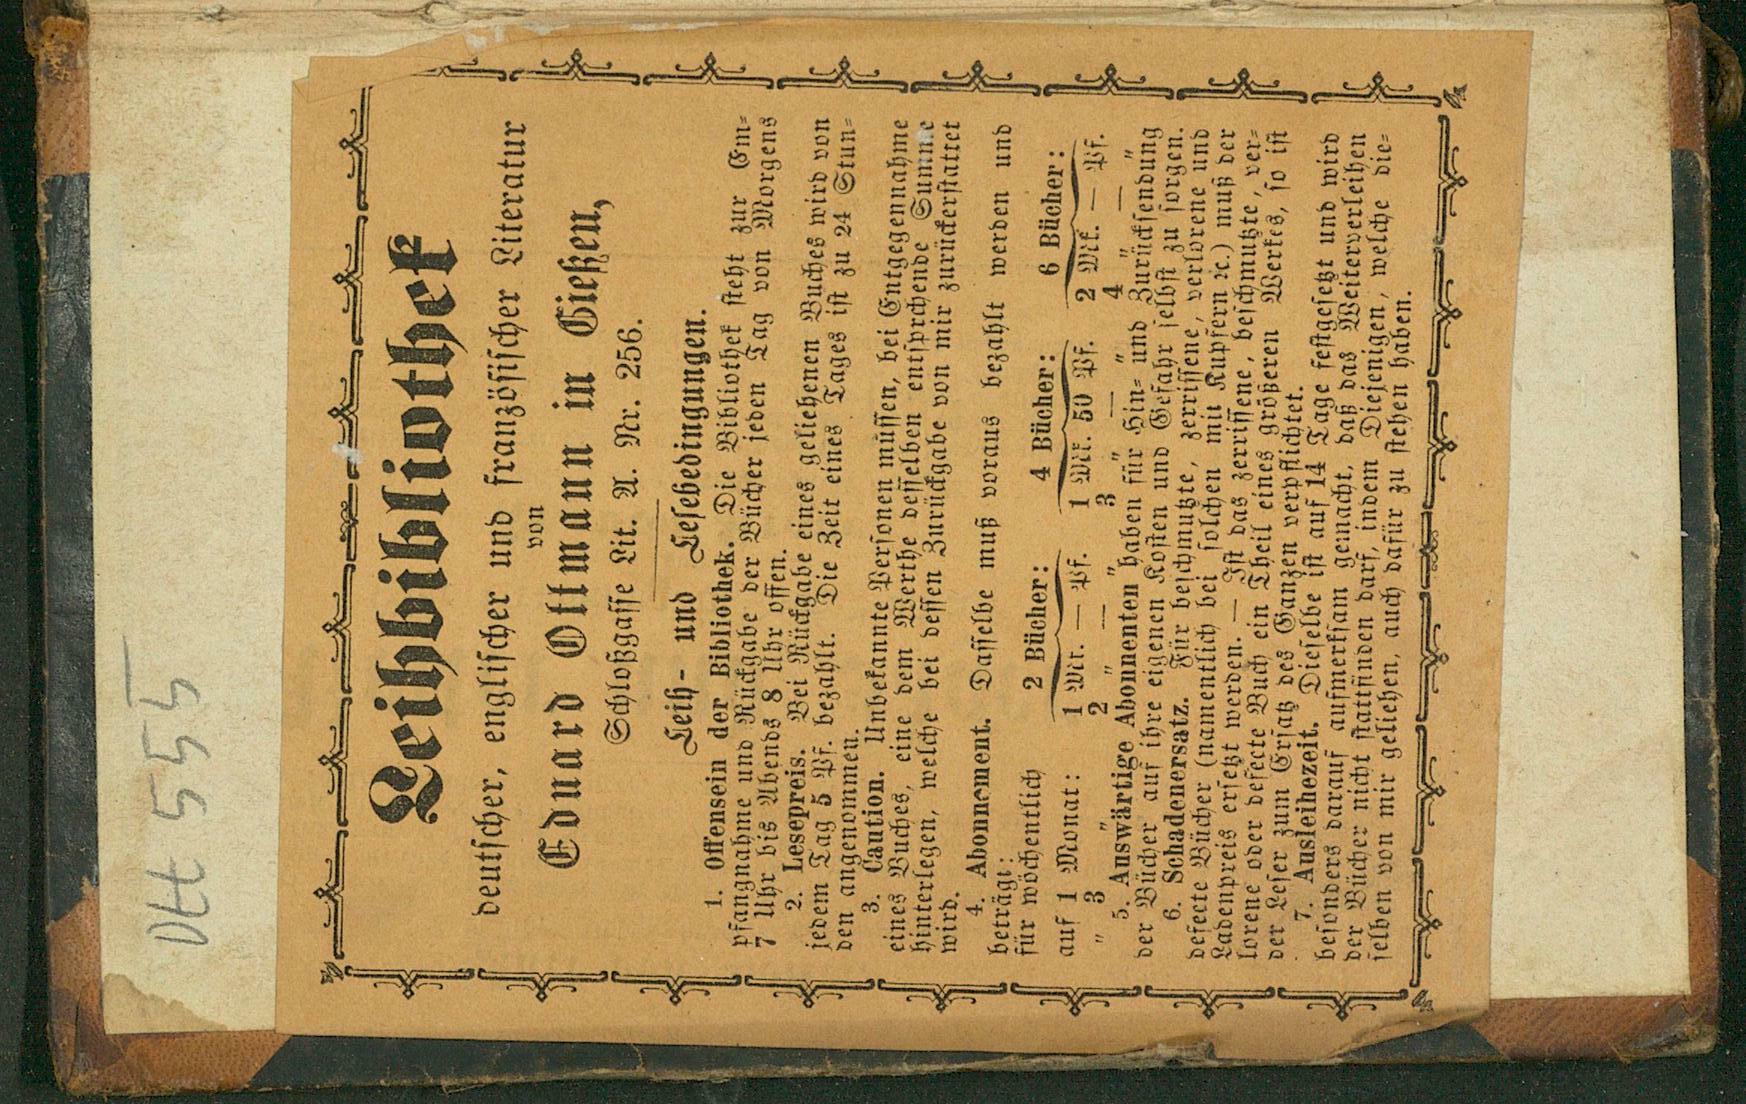 Leihbibliothek
deutscher, englischer und französischer Literatur
von
Eduard Ottmann in Gießen,
Schloßgasse Lit. A. Nr. 256.
Leih- und Lesebedingungen.
1. Offensein der Bibliothek. Die Bibliothek steht zur Em-
pfangnahme und Rückgabe der Bücher jeden Tag von Morgens
7 Uhr bis Abends 8 Uhr offen.
2. Lesepreis. Bei Rückgabe eines geliehenen Buches wird von
jedem Tag 5 Pf. bezahlt. Die Zeit eines Tages ist zu 24 Stun-
den angenommen.
3. Caution. Unbekannte Personen müssen, bei Entgegennahme
eines Buches, eine dem Werthe desselben entsprchende Summe
hinterlegen, welche bei dessen Zurückgabe von mir zurückerstattet
wird.
4. Abonnement. Dasselbe muß voraus bezahlt werden und
beträgt:
für wöchentlich 2 Bücher: 4 Bücher: 6 Bücher:
auf 1 Monat: 1 Mk. — Pf. 1 Mk. 50 Pf. 2 Mk. — Pf.
„ 3 „ 2 „ — „ 3 „ — „ 4 „ — „
5. Auswärtige Abonnenten haben für Hin- und Zurücksendung
der Bücher auf ihre eigenen Kosten und Gefahr selbst zu sorgen.
6. Schadenersatz. Für beschmutzte, zerrissene, verlorene und
defecte Bücher (namentlich bei solchen mit Kupfern ꝛc.) muß der
Ladenpreis ersetzt werden. — Ist das zerrissene, beschmutzte, ver-
lorene oder defecte Buch ein Theil eines größeren Werkes, so ist
der Leser zum Ersatz des Ganzen verpflichtet.
7. Ausleihezeit. Dieselbe ist auf 14 Tage festgesetzt und wird
besonders darauf aufmerksam gemacht, daß das Weiterverleihen
der Bücher nicht stattfinden darf, indem Diejenigen, welche die-
selben von mir geliehen, auch dafür zu stehen haben.
555